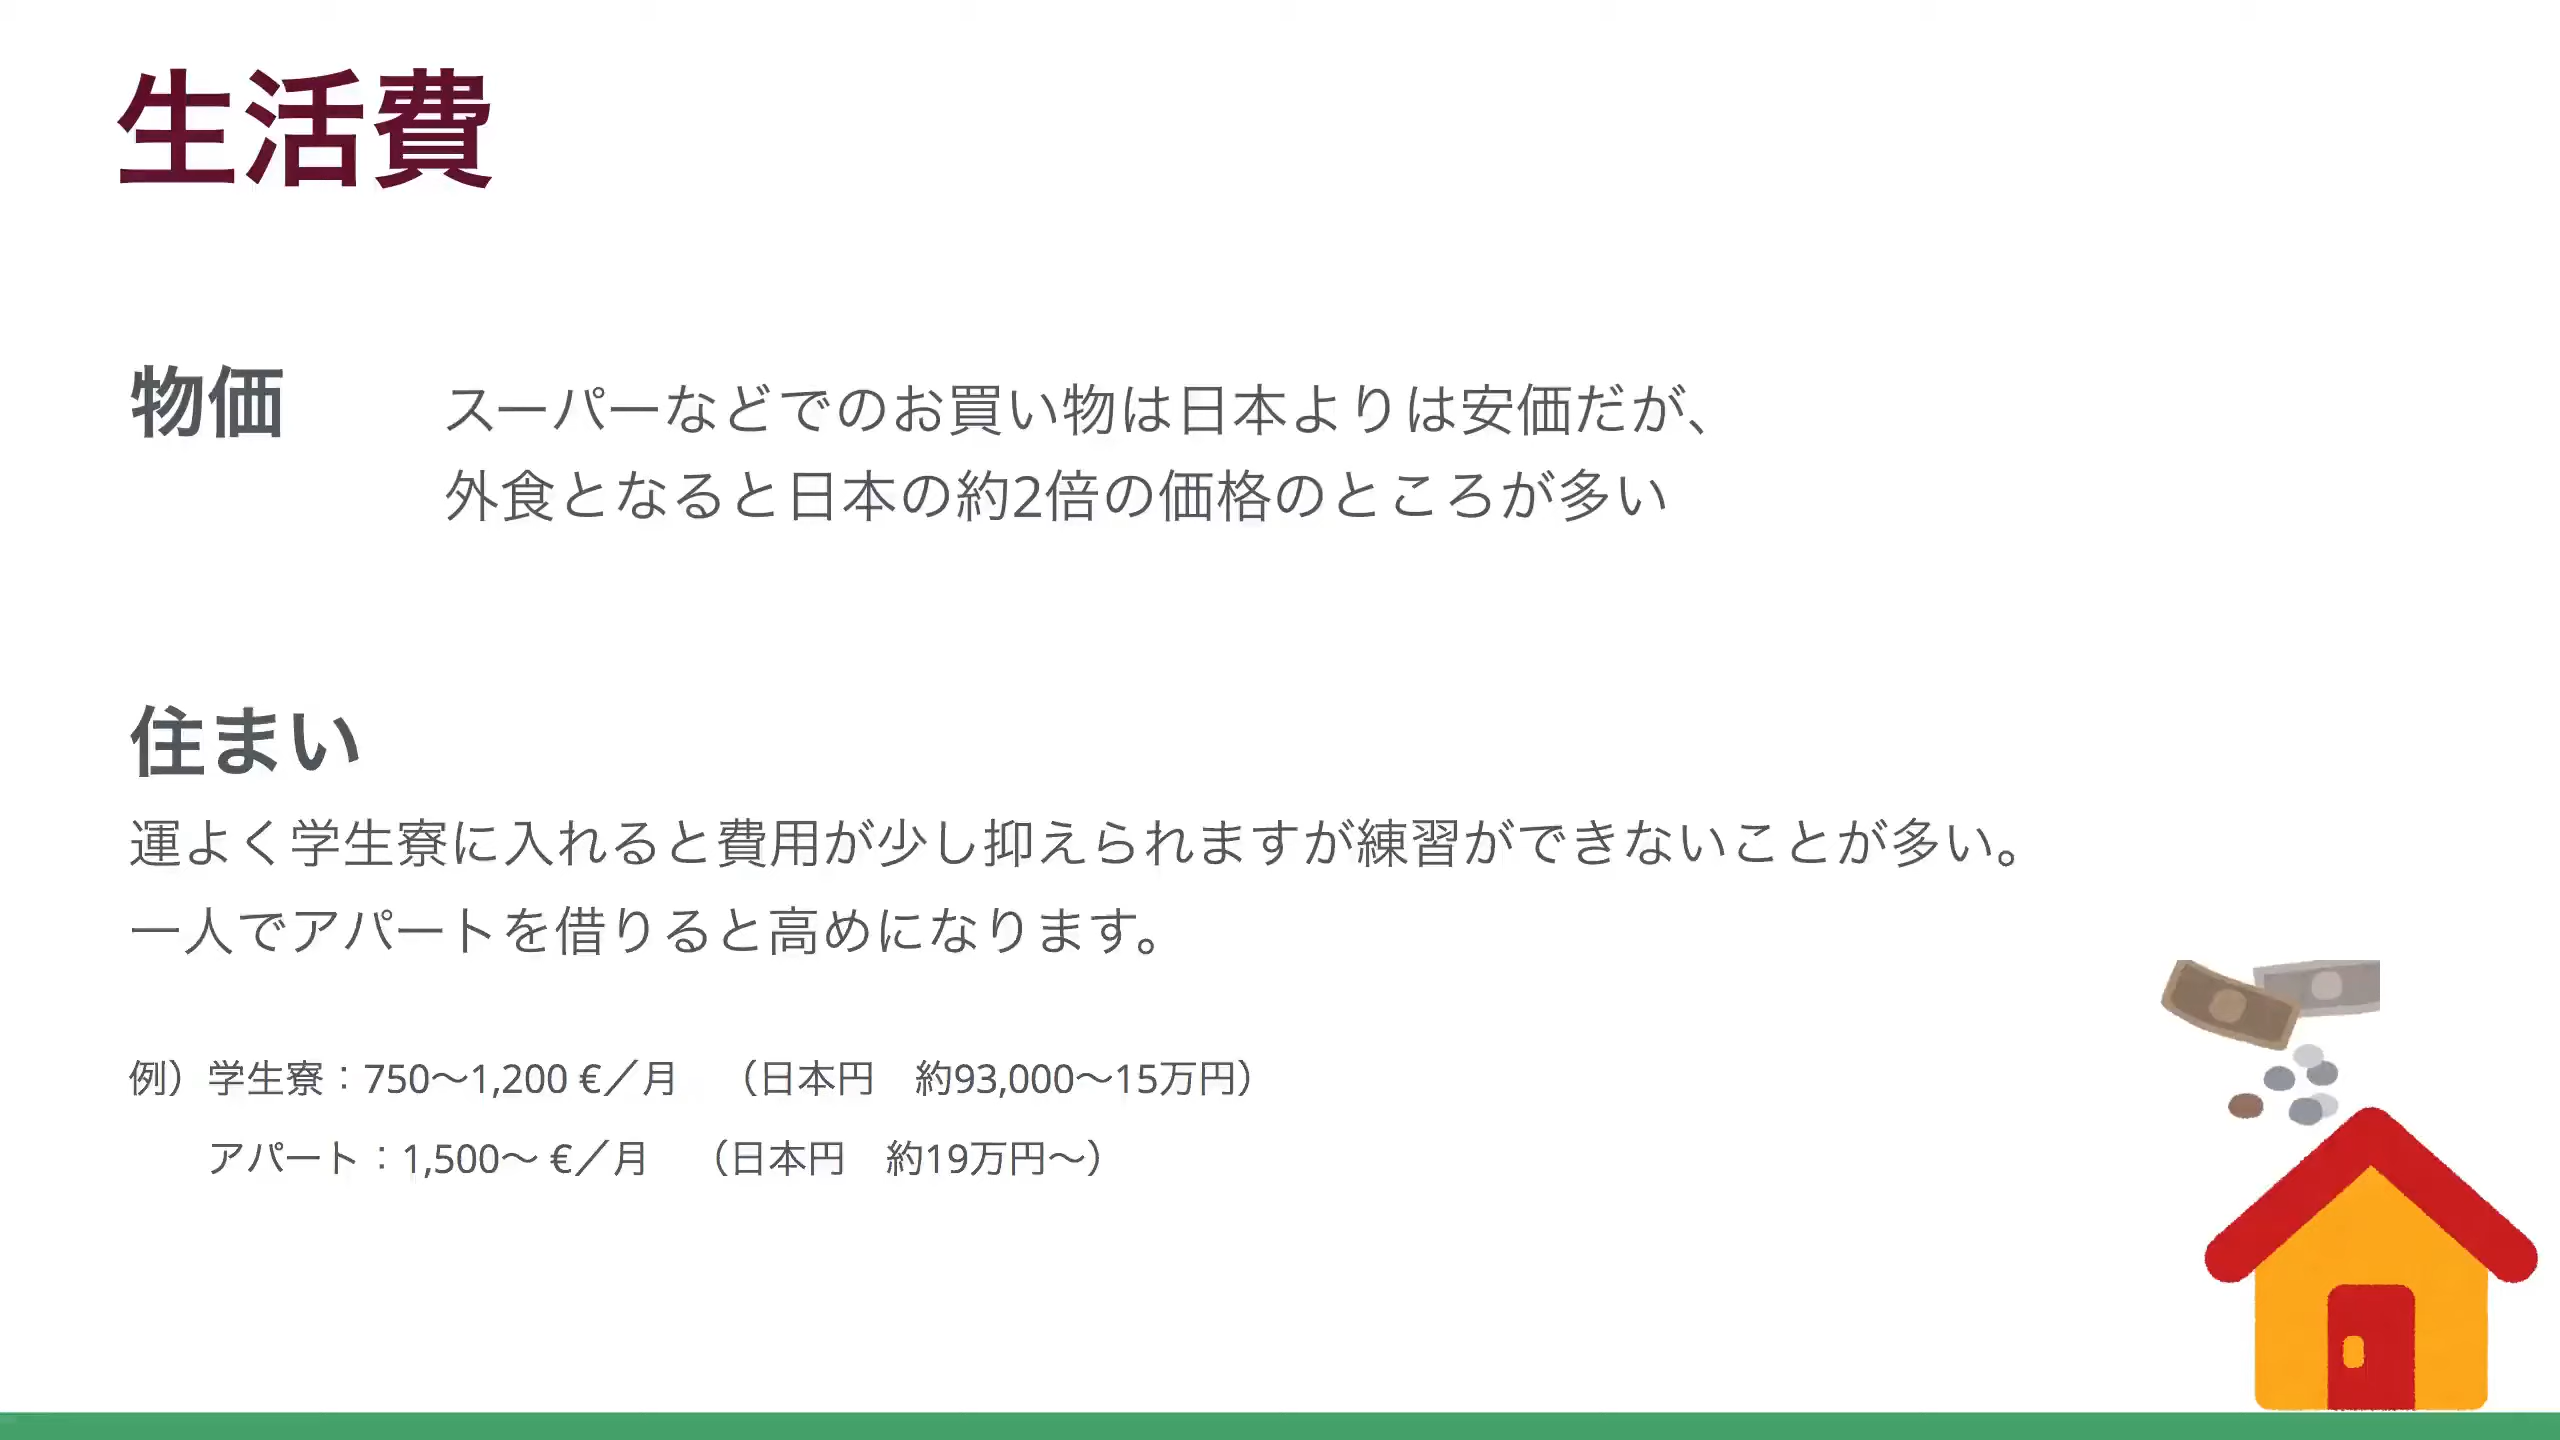 生活費
物価
スーパーなどでのお買い物は日本よりは安価だが、
外食となると日本の約2倍の価格のところが多い
住まい
運よく学生寮に入れると費用が少し抑えられますが練習ができないことが多い。
一人でアパートを借りると高めになります。
例）学生寮：750〜1,200 €／月　（日本円　約93,000〜15万円）
アパート：1,500〜 €／月　（日本円　約19万円〜）